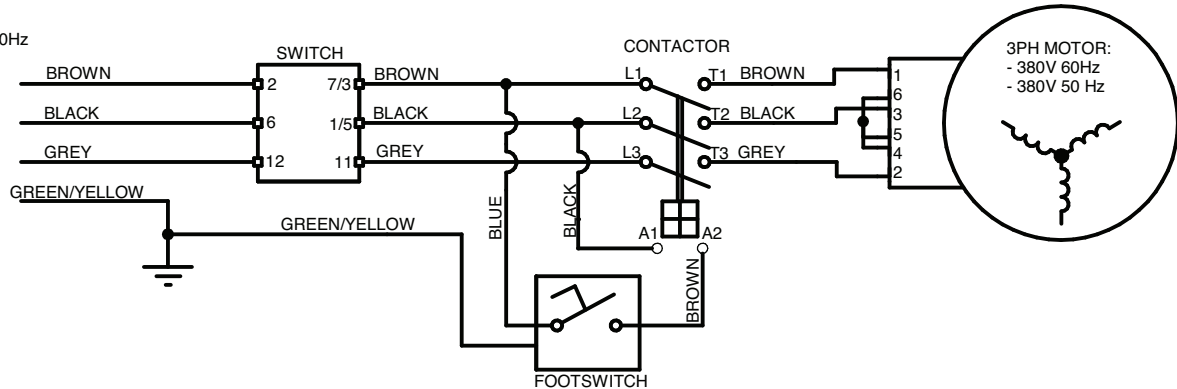 0Hz
SWITCH
CONTACTOR
3PH MOTOR:
- 380V 60Hz
- 380V 50 Hz
BROWN
2
7/3
BROWN
L1
T1
BROWN
1
6
BLACK
6
1/5
BLACK
L2
T2
BLACK
3
5
GREY
12
11
GREY
L3
T3
GREY
4
2
GREEN/YELLOW
GREEN/YELLOW
BLUE
BLACK
A1
A2
BROWN
FOOTSWITCH